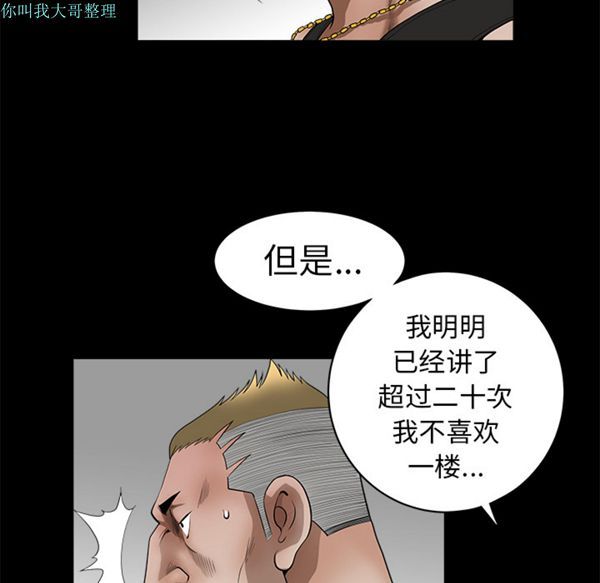 你叫我大哥整理
但是...
我明明
已经讲了
超过二十次
我不喜欢
一楼...